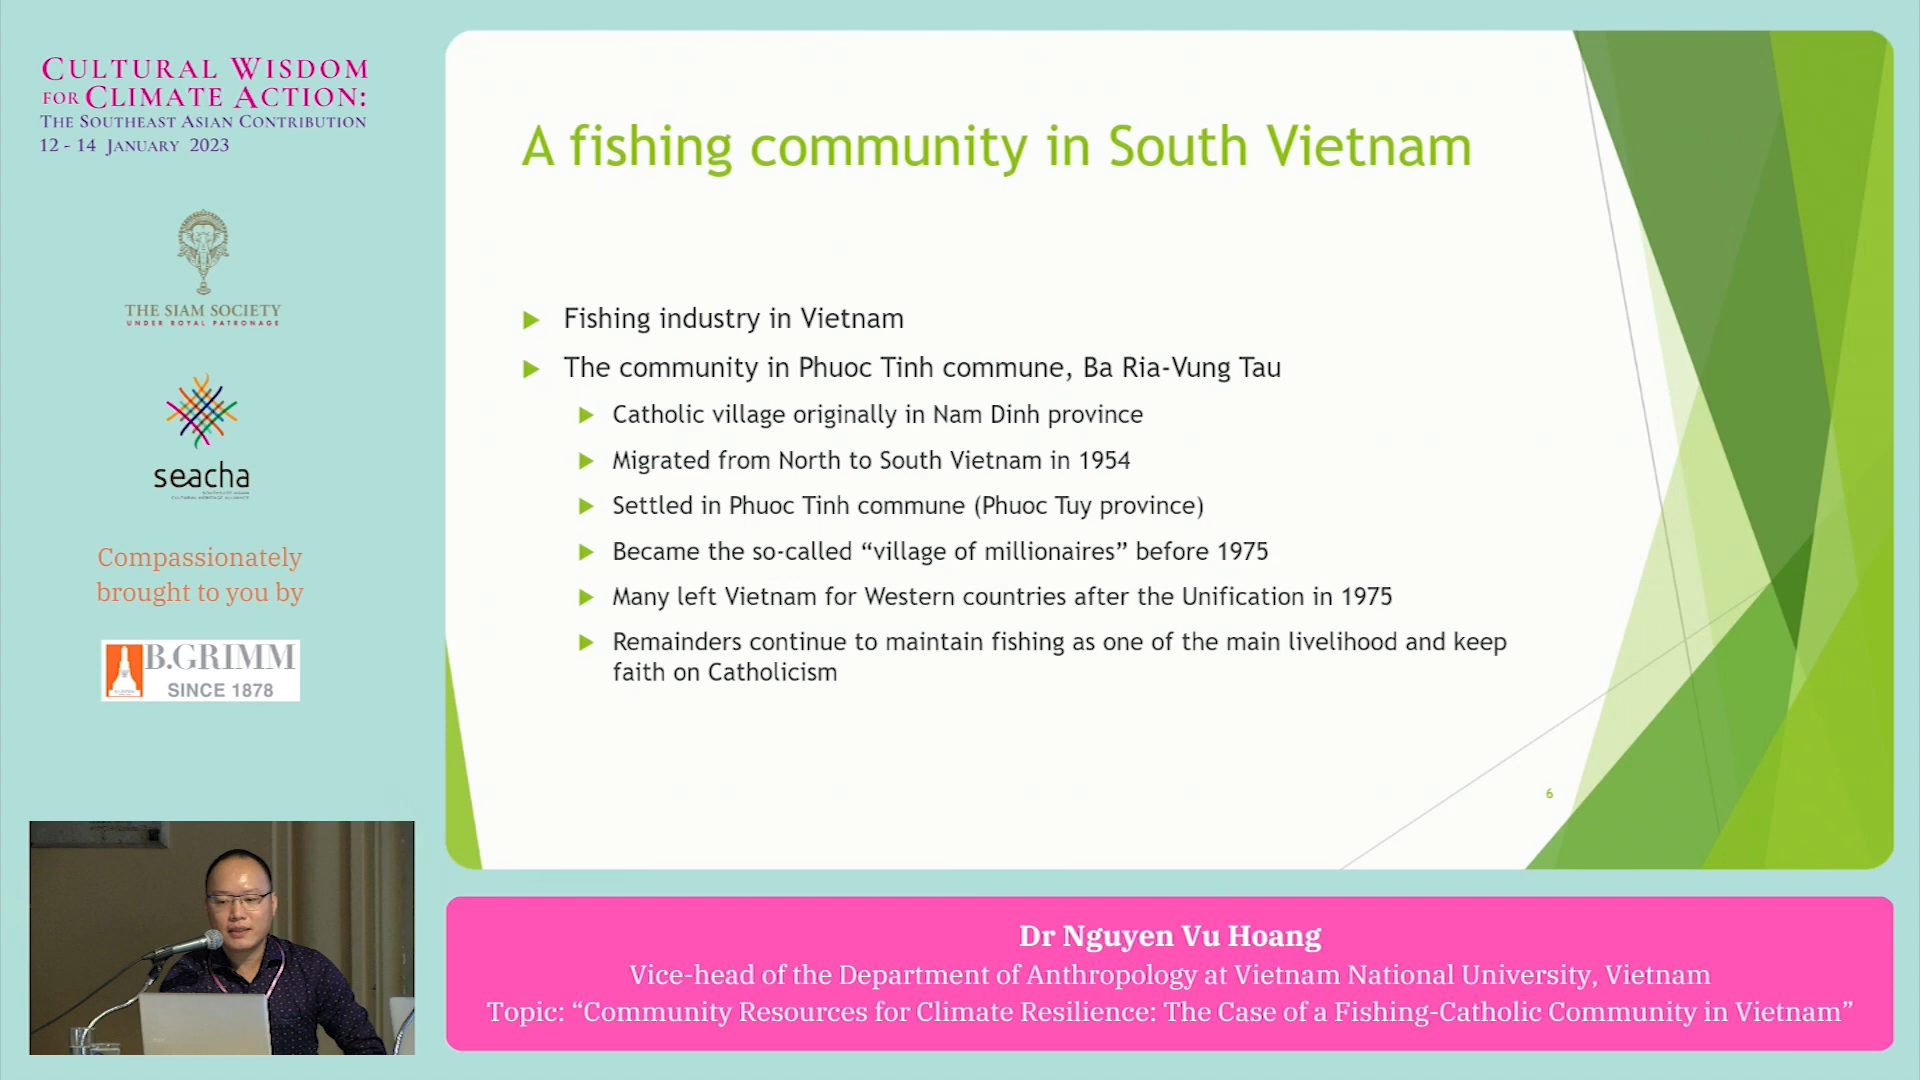 CULTURAL WISDOM
FOR CLIMATE ACTION:
THE SOUTHEAST ASIAN CONTRIBUTION
12 - 14 JANUARY 2023
THE SIAM SOCIETY
UNDER ROYAL PATRONAGE
seacha
SOUTHEAST ASIAN
CULTURAL HERITAGE ALLIANCE
Compassionately
brought to you by
B.GRIMM
SINCE 1878
A fishing community in South Vietnam
Fishing industry in Vietnam
The community in Phuoc Tinh commune, Ba Ria-Vung Tau
Catholic village originally in Nam Dinh province
Migrated from North to South Vietnam in 1954
Settled in Phuoc Tinh commune (Phuoc Tuy province)
Became the so-called “village of millionaires” before 1975
Many left Vietnam for Western countries after the Unification in 1975
Remainders continue to maintain fishing as one of the main livelihood and keep
faith on Catholicism
6
Dr Nguyen Vu Hoang
Vice-head of the Department of Anthropology at Vietnam National University, Vietnam
Topic: “Community Resources for Climate Resilience: The Case of a Fishing-Catholic Community in Vietnam”